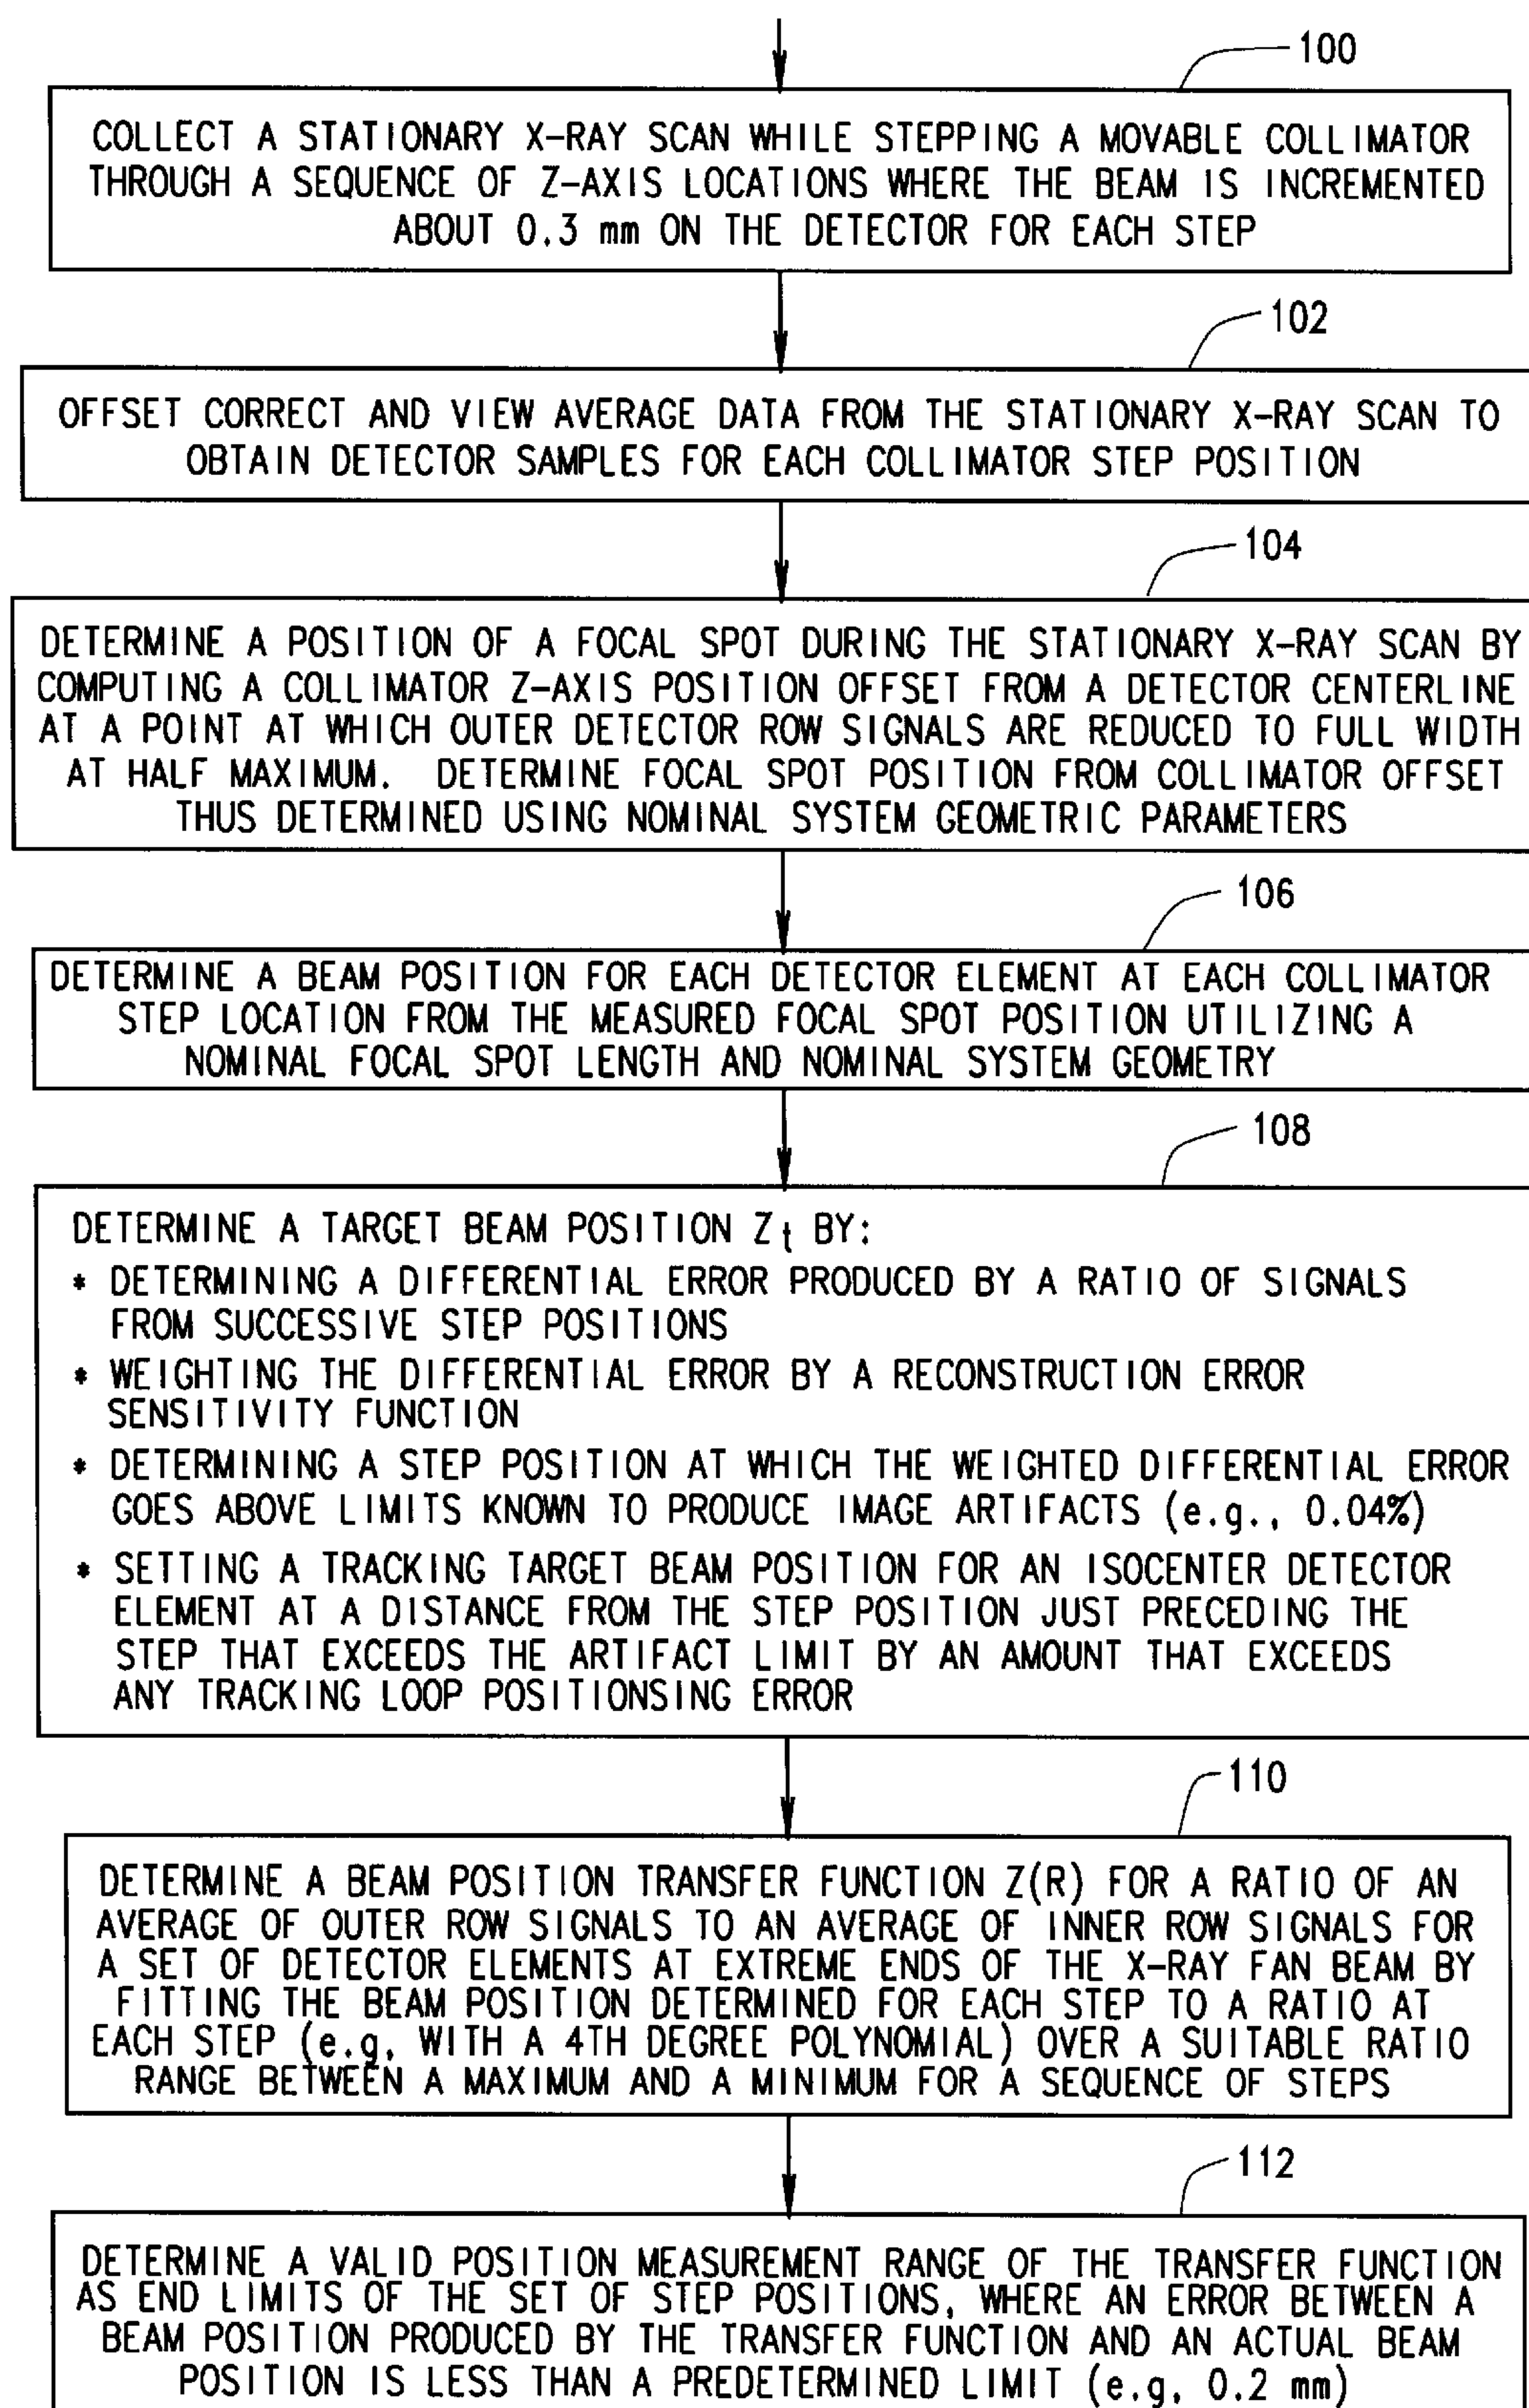 100
COLLECT A STATIONARY X-RAY SCAN WHILE STEPPING A MOVABLE COLLIMATOR
THROUGH A SEQUENCE OF Z-AXIS LOCATIONS WHERE THE BEAM IS INCREMENTED
ABOUT 0.3 mm ON THE DETECTOR FOR EACH STEP
102
OFFSET CORRECT AND VIEW AVERAGE DATA FROM THE STATIONARY X-RAY SCAN TO
OBTAIN DETECTOR SAMPLES FOR EACH COLLIMATOR STEP POSITION
104
DETERMINE A POSITION OF A FOCAL SPOT DURING THE STATIONARY X-RAY SCAN BY
COMPUTING A COLLIMATOR Z-AXIS POSITION OFFSET FROM A DETECTOR CENTERLINE
AT A POINT AT WHICH OUTER DETECTOR ROW SIGNALS ARE REDUCED TO FULL WIDTH
AT HALF MAXIMUM. DETERMINE FOCAL SPOT POSITION FROM COLLIMATOR OFFSET
THUS DETERMINED USING NOMINAL SYSTEM GEOMETRIC PARAMETERS
106
DETERMINE A BEAM POSITION FOR EACH DETECTOR ELEMENT AT EACH COLLIMATOR
STEP LOCATION FROM THE MEASURED FOCAL SPOT POSITION UTILIZING A
NOMINAL FOCAL SPOT LENGTH AND NOMINAL SYSTEM GEOMETRY
108
DETERMINE A TARGET BEAM POSITION Zt BY:
* DETERMINING A DIFFERENTIAL ERROR PRODUCED BY A RATIO OF SIGNALS
FROM SUCCESSIVE STEP POSITIONS
* WEIGHTING THE DIFFERENTIAL ERROR BY A RECONSTRUCTION ERROR
SENSITIVITY FUNCTION
* DETERMINING A STEP POSITION AT WHICH THE WEIGHTED DIFFERENTIAL ERROR
GOES ABOVE LIMITS KNOWN TO PRODUCE IMAGE ARTIFACTS (e.g., 0.04%)
* SETTING A TRACKING TARGET BEAM POSITION FOR AN ISOCENTER DETECTOR
ELEMENT AT A DISTANCE FROM THE STEP POSITION JUST PRECEDING THE
STEP THAT EXCEEDS THE ARTIFACT LIMIT BY AN AMOUNT THAT EXCEEDS
ANY TRACKING LOOP POSITIONSING ERROR
110
DETERMINE A BEAM POSITION TRANSFER FUNCTION Z(R) FOR A RATIO OF AN
AVERAGE OF OUTER ROW SIGNALS TO AN AVERAGE OF INNER ROW SIGNALS FOR
A SET OF DETECTOR ELEMENTS AT EXTREME ENDS OF THE X-RAY FAN BEAM BY
FITTING THE BEAM POSITION DETERMINED FOR EACH STEP TO A RATIO AT
EACH STEP (e.g, WITH A 4TH DEGREE POLYNOMIAL) OVER A SUITABLE RATIO
RANGE BETWEEN A MAXIMUM AND A MINIMUM FOR A SEQUENCE OF STEPS
112
DETERMINE A VALID POSITION MEASUREMENT RANGE OF THE TRANSFER FUNCTION
AS END LIMITS OF THE SET OF STEP POSITIONS, WHERE AN ERROR BETWEEN A
BEAM POSITION PRODUCED BY THE TRANSFER FUNCTION AND AN ACTUAL BEAM
POSITION IS LESS THAN A PREDETERMINED LIMIT (e.g, 0.2 mm)